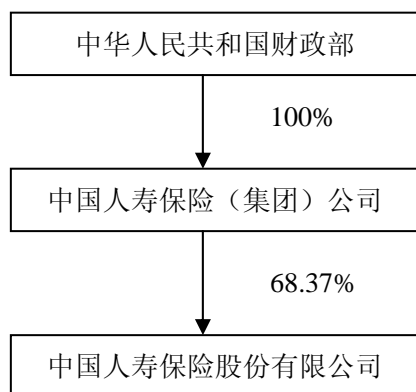 中华人民共和国财政部
100%
中国人寿保险（集团）公司
68.37%
中国人寿保险股份有限公司